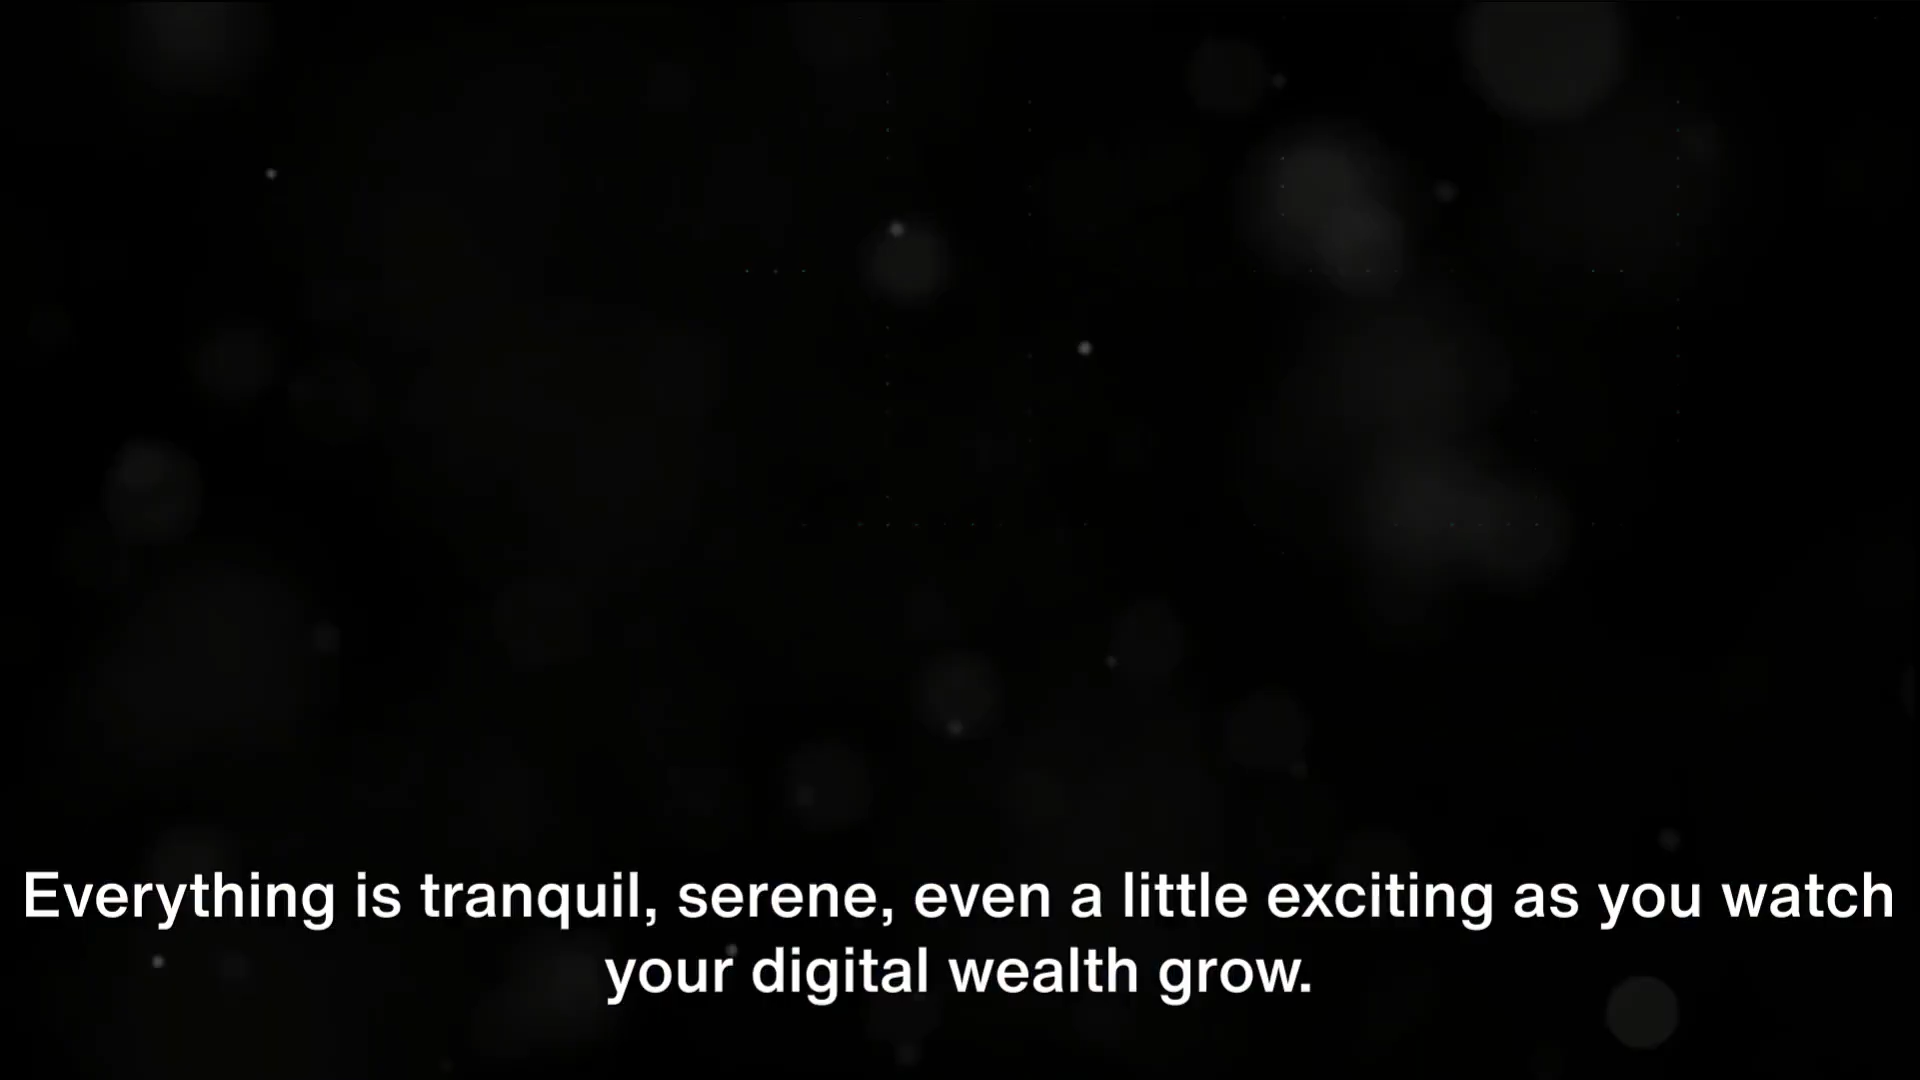 Everything is tranquil, serene, even a little exciting as you watch
your digital wealth grow.